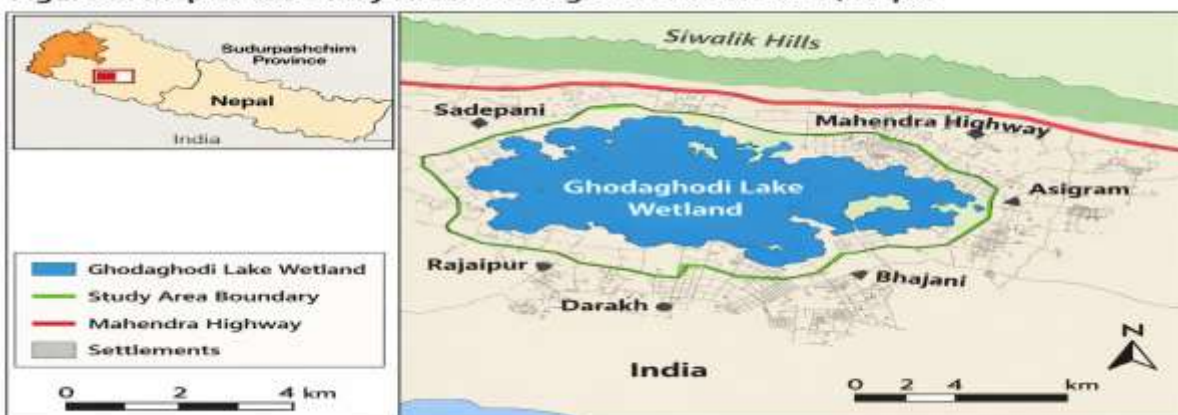 Sudurpashchim
Province
Nepal
India
Ghodaghodi Lake Wetland
Study Area Boundary
Mahendra Highway
Settlements
0 2 4 km
Siwalik Hills
Sadepani
Mahendra Highway
Ghodaghodi Lake
Wetland
Asigram
Rajaipur
Bhajani
Darakh
India
N
0 2 4 km